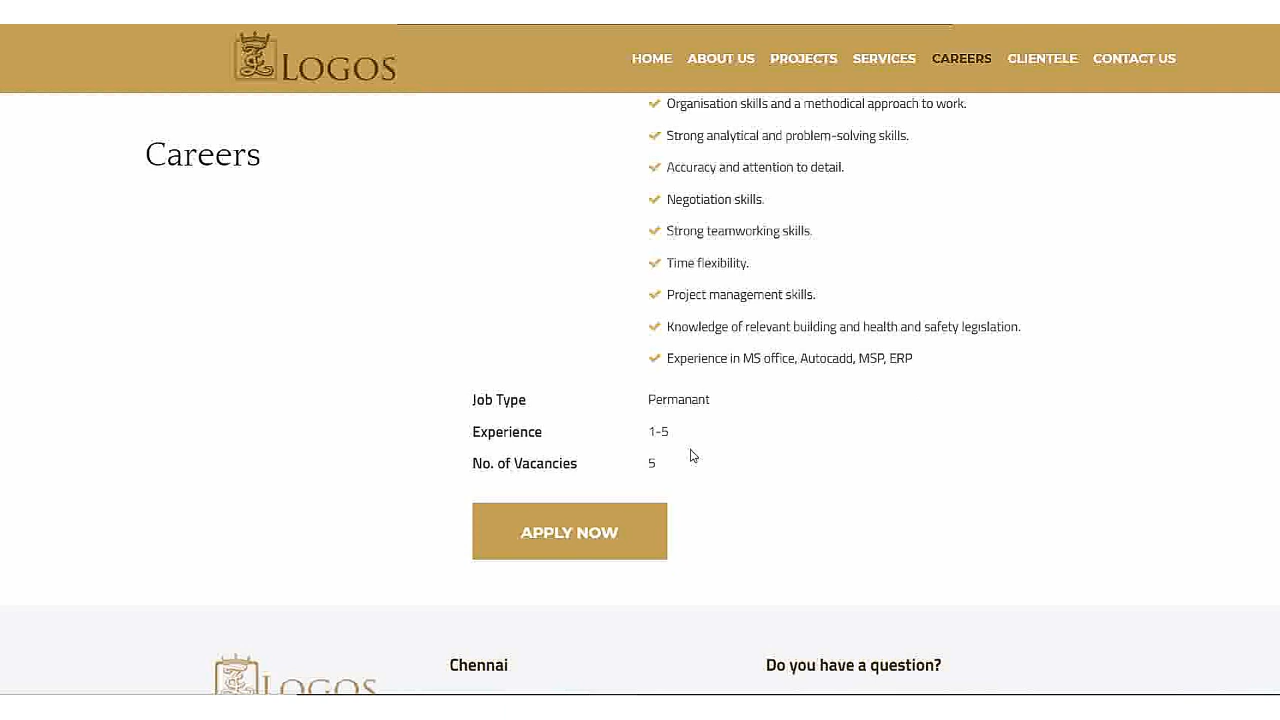 LOGOS
HOME ABOUT US PROJECTS SERVICES CAREERS CLIENTELE CONTACT US
Careers
Organisation skills and a methodical approach to work.
Strong analytical and problem-solving skills.
Accuracy and attention to detail.
Negotiation skills.
Strong teamworking skills.
Time flexibility.
Project management skills.
Knowledge of relevant building and health and safety legislation.
Experience in MS office, Autocadd, MSP, ERP
Job Type Permanant
Experience 1-5
No. of Vacancies 5
APPLY NOW
LOGOS
Chennai
Do you have a question?